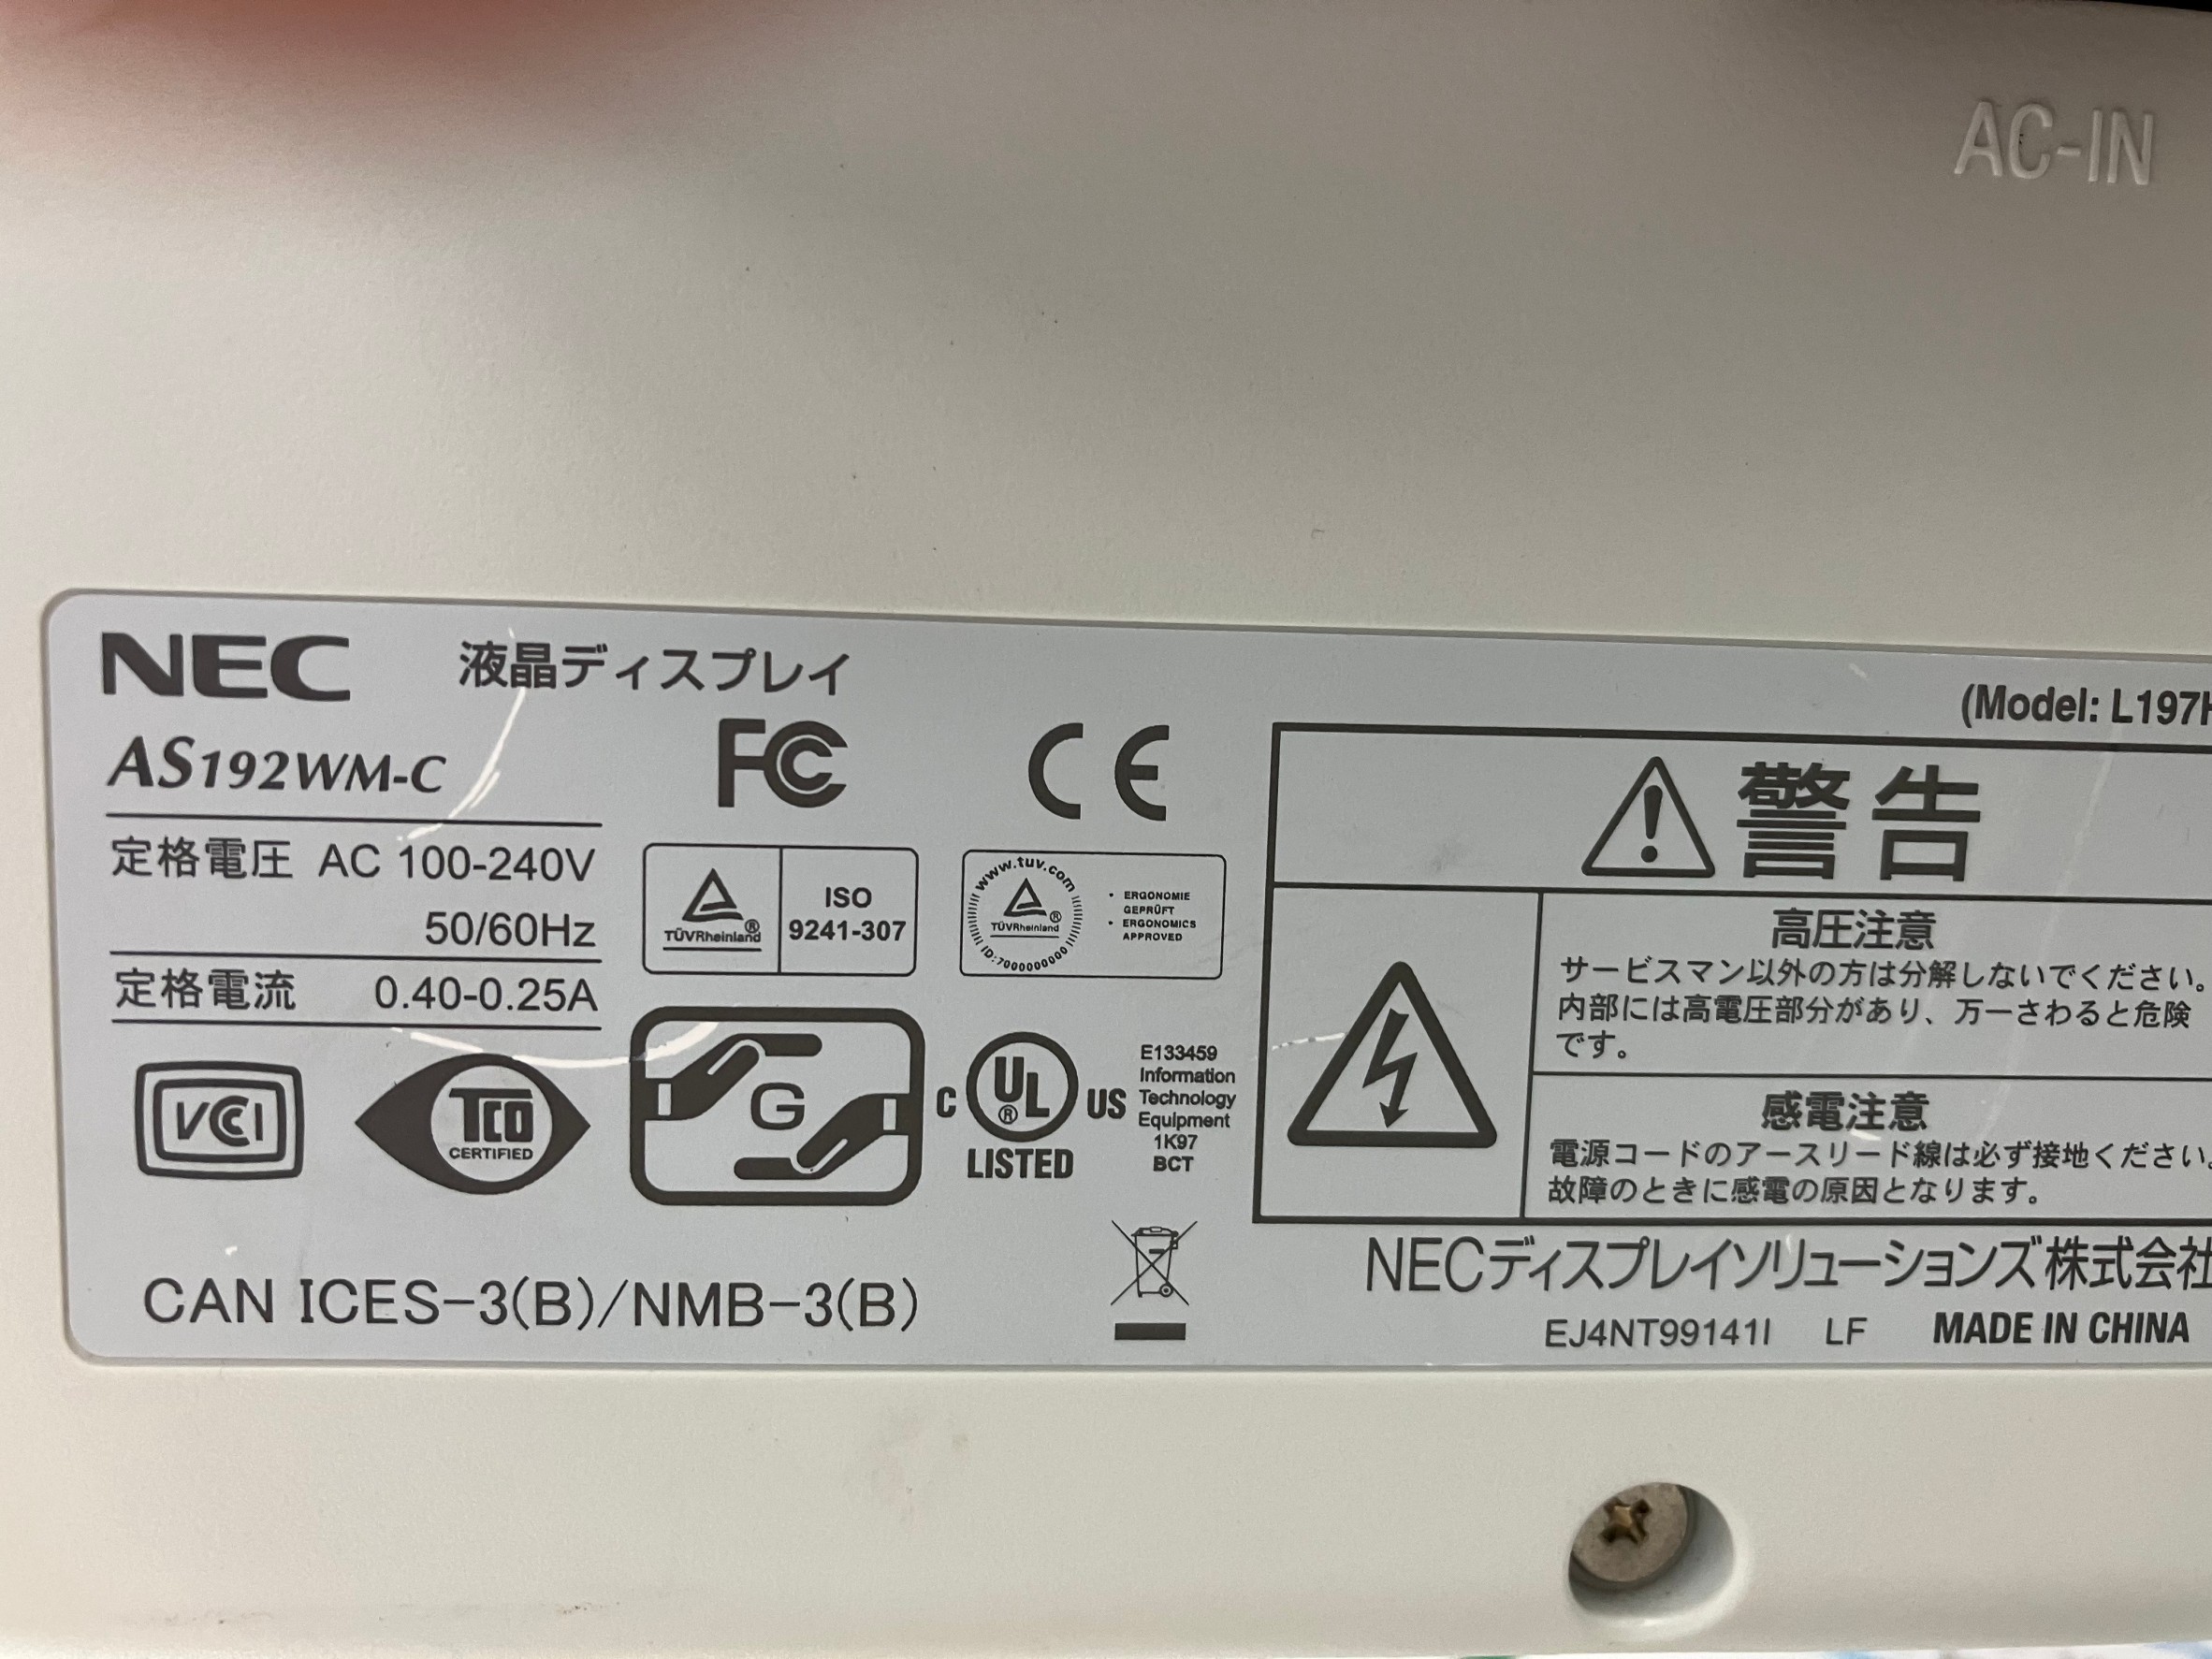 AC-IN
NEC 液晶ディスプレイ
(Model: L197H
AS192WM-C
FC CE
定格電圧 AC 100-240V
50/60Hz
定格電流 0.40-0.25A
TÜVRheinland®
ISO
9241-307
www.tuv.com
TÜVRheinland®
ID:7000000000
• ERGONOMIE
GEPRÜFT
• ERGONOMICS
APPROVED
VCCI
TCO
CERTIFIED
G
C UL® US
LISTED
E133459
Information
Technology
Equipment
1K97
BCT
CAN ICES-3(B)/NMB-3(B)
警告
高圧注意
サービスマン以外の方は分解しないでください。
内部には高電圧部分があり、万一さわると危険
です。
感電注意
電源コードのアースリード線は必ず接地ください。
故障のときに感電の原因となります。
NECディスプレイソリューションズ株式会社
EJ4NT99141I LF MADE IN CHINA